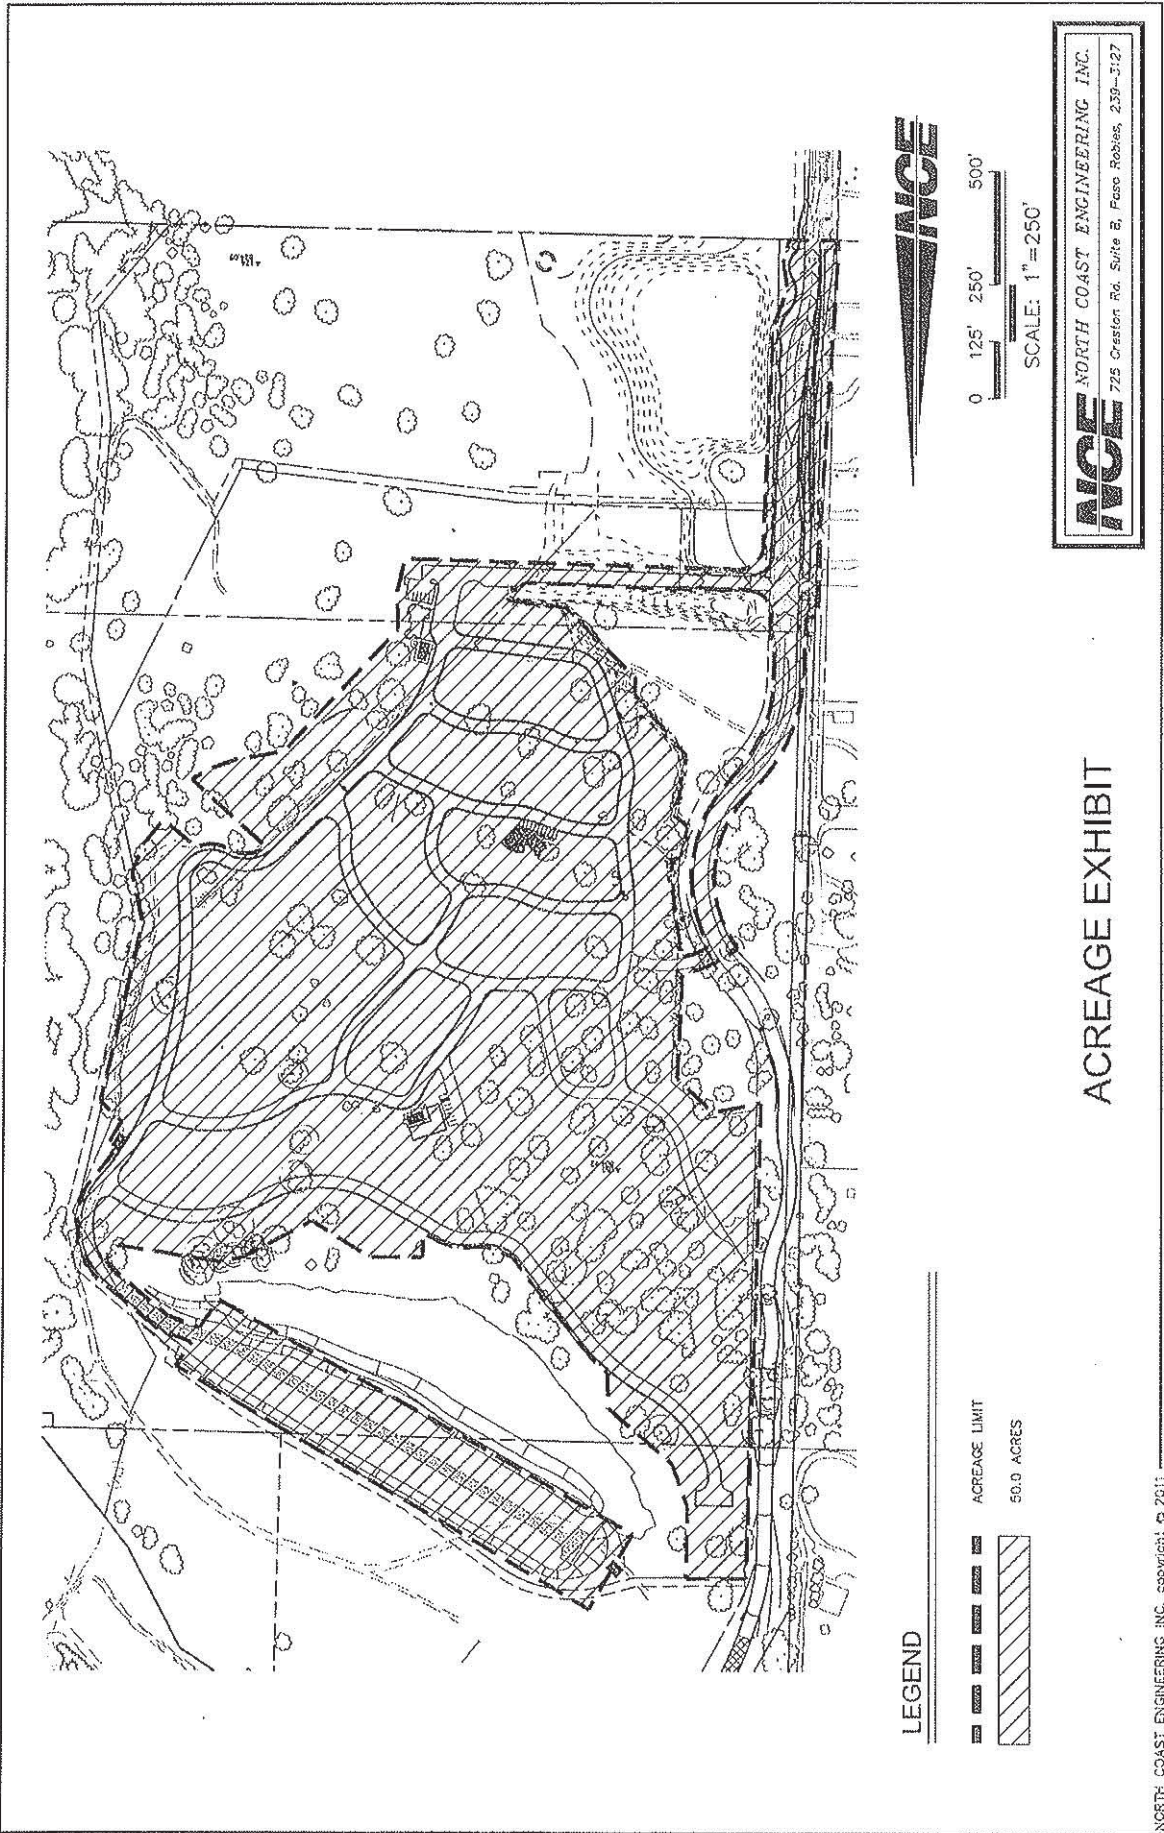 ACREAGE EXHIBIT
LEGEND
ACREAGE LIMIT
50.0 ACRES
NCE
0 125' 250' 500'
SCALE: 1"=250'
NCE NORTH COAST ENGINEERING INC.
725 Creston Rd. Suite B, Paso Robles, 239-3127
NORTH COAST ENGINEERING INC. copyright © 2011